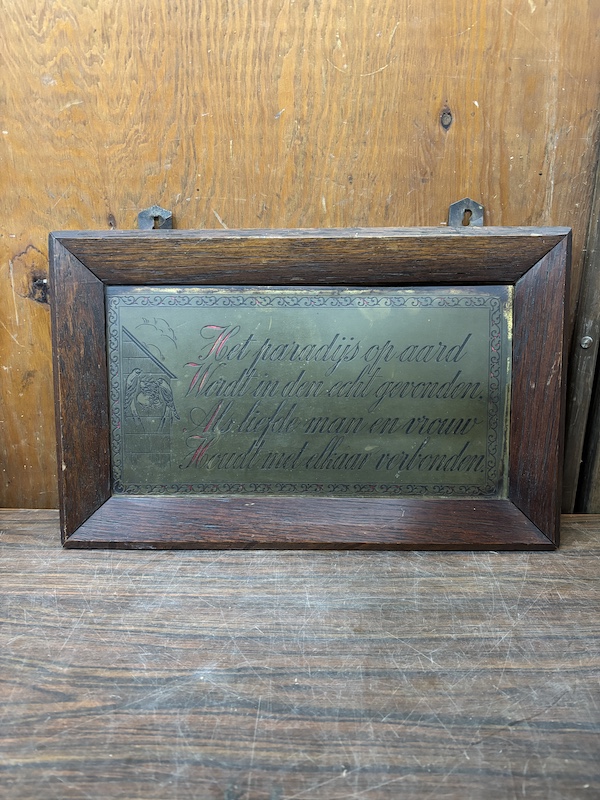 Het paradijs op aard
Wordt in den echt gevonden.
Als liefde man en vrouw
Houdt met elkaar verbonden.